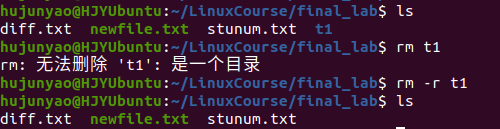 hujunyao@HJYUbuntu:~/LinuxCourse/final_lab$ ls
diff.txt  newfile.txt  stunum.txt  t1
hujunyao@HJYUbuntu:~/LinuxCourse/final_lab$ rm t1
rm: 无法删除 't1': 是一个目录
hujunyao@HJYUbuntu:~/LinuxCourse/final_lab$ rm -r t1
hujunyao@HJYUbuntu:~/LinuxCourse/final_lab$ ls
diff.txt  newfile.txt  stunum.txt